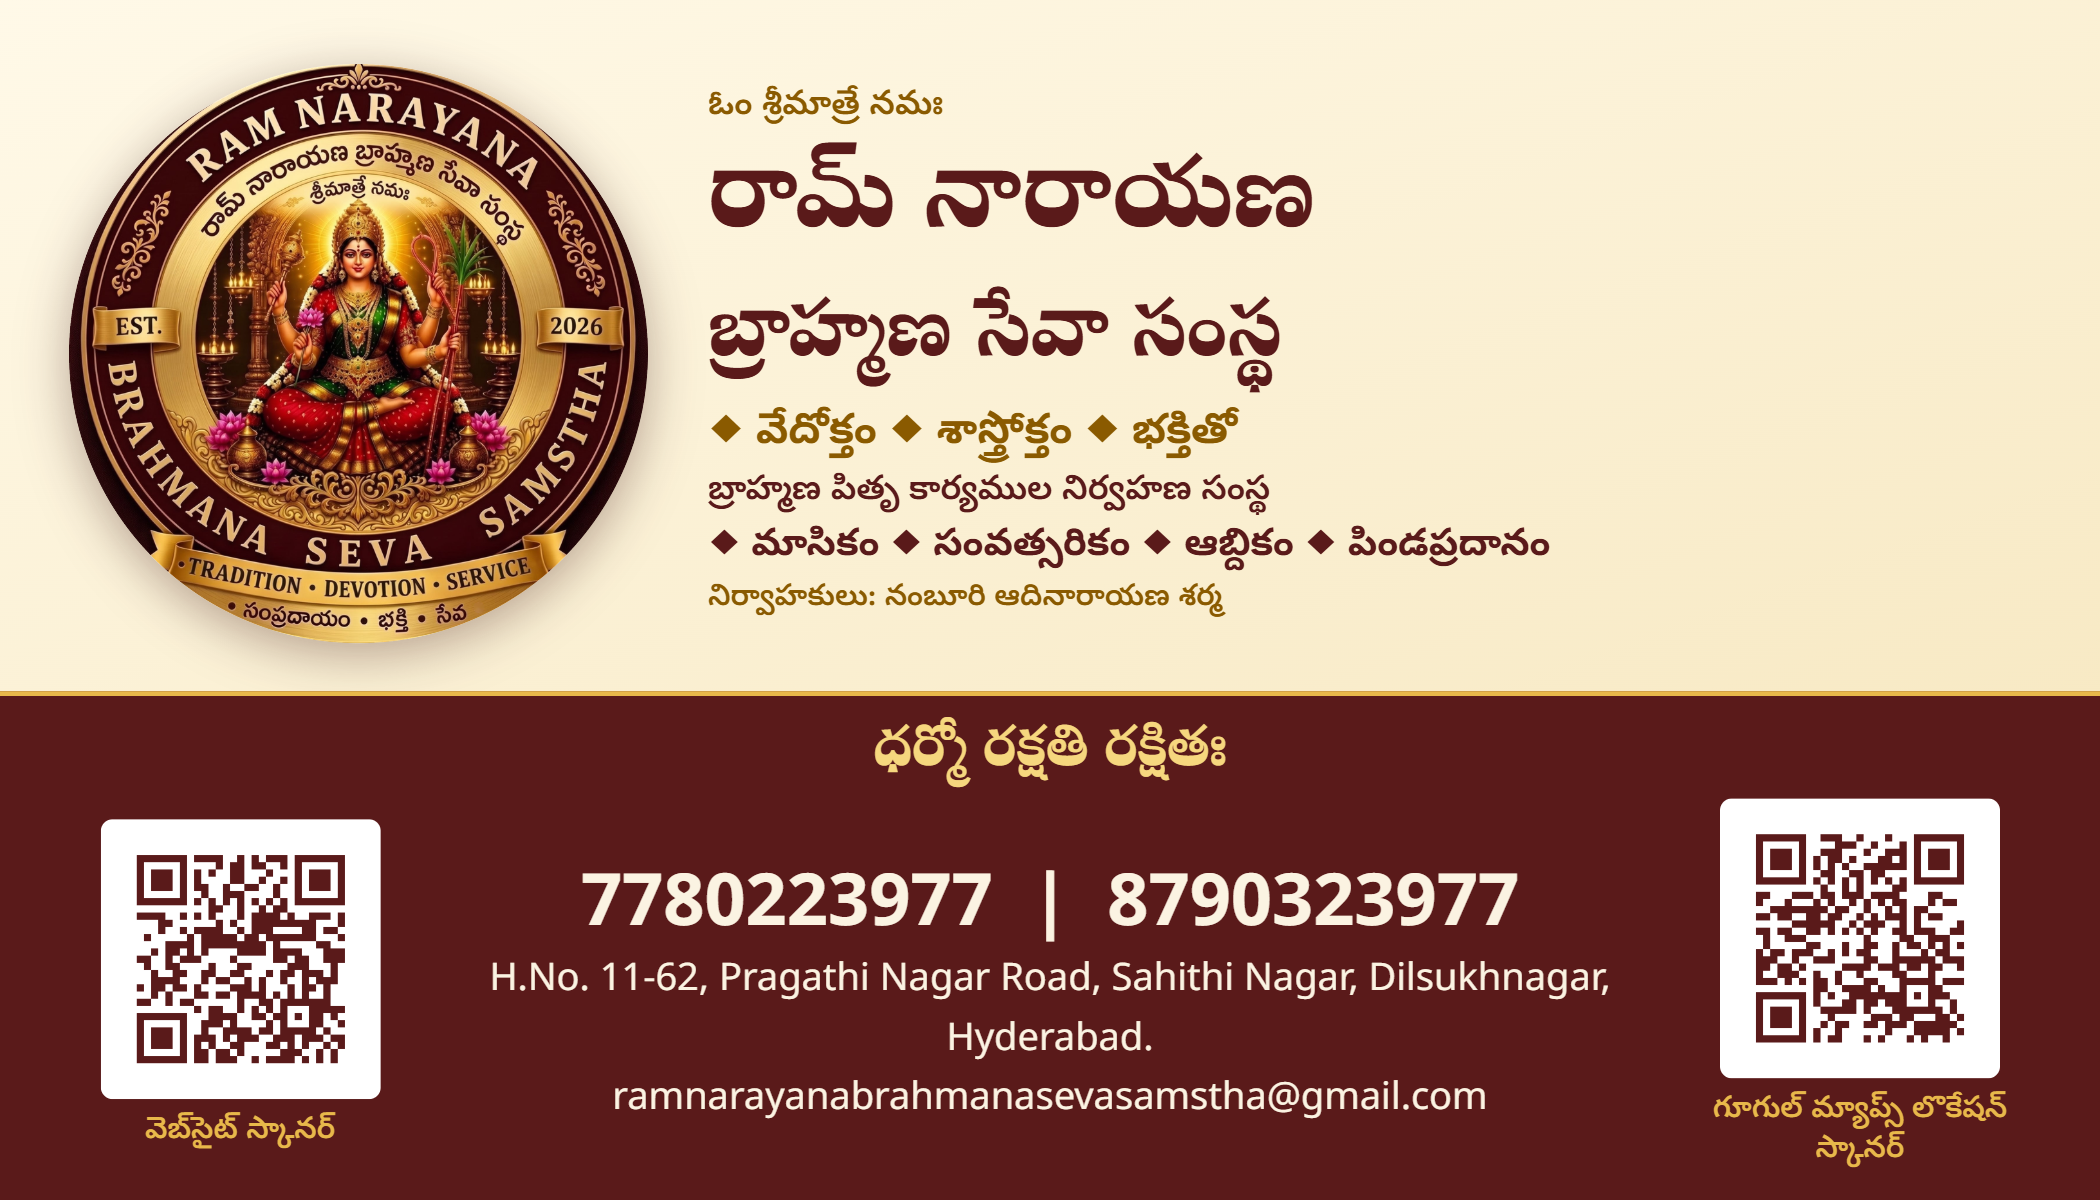 RAM NARAYANA
రామ్ నారాయణ బ్రాహ్మణ సేవా సంస్థ
శ్రీమాత్రే నమః
EST. 2026
BRAHMANA SEVA SAMSTHA
• TRADITION • DEVOTION • SERVICE
• సంప్రదాయం • భక్తి • సేవ
ఓం శ్రీమాత్రే నమః
రామ్ నారాయణ
బ్రాహ్మణ సేవా సంస్థ
◆ వేదోక్తం ◆ శాస్త్రోక్తం ◆ భక్తితో
బ్రాహ్మణ పితృ కార్యముల నిర్వహణ సంస్థ
◆ మాసికం ◆ సంవత్సరికం ◆ ఆబ్దికం ◆ పిండప్రదానం
నిర్వాహకులు: నంబూరి ఆదినారాయణ శర్మ
ధర్మో రక్షతి రక్షితః
7780223977 | 8790323977
H.No. 11-62, Pragathi Nagar Road, Sahithi Nagar, Dilsukhnagar,
Hyderabad.
ramnarayanabrahmanasevasamstha@gmail.com
వెబ్‌సైట్ స్కానర్
గూగుల్ మ్యాప్స్ లొకేషన్
స్కానర్